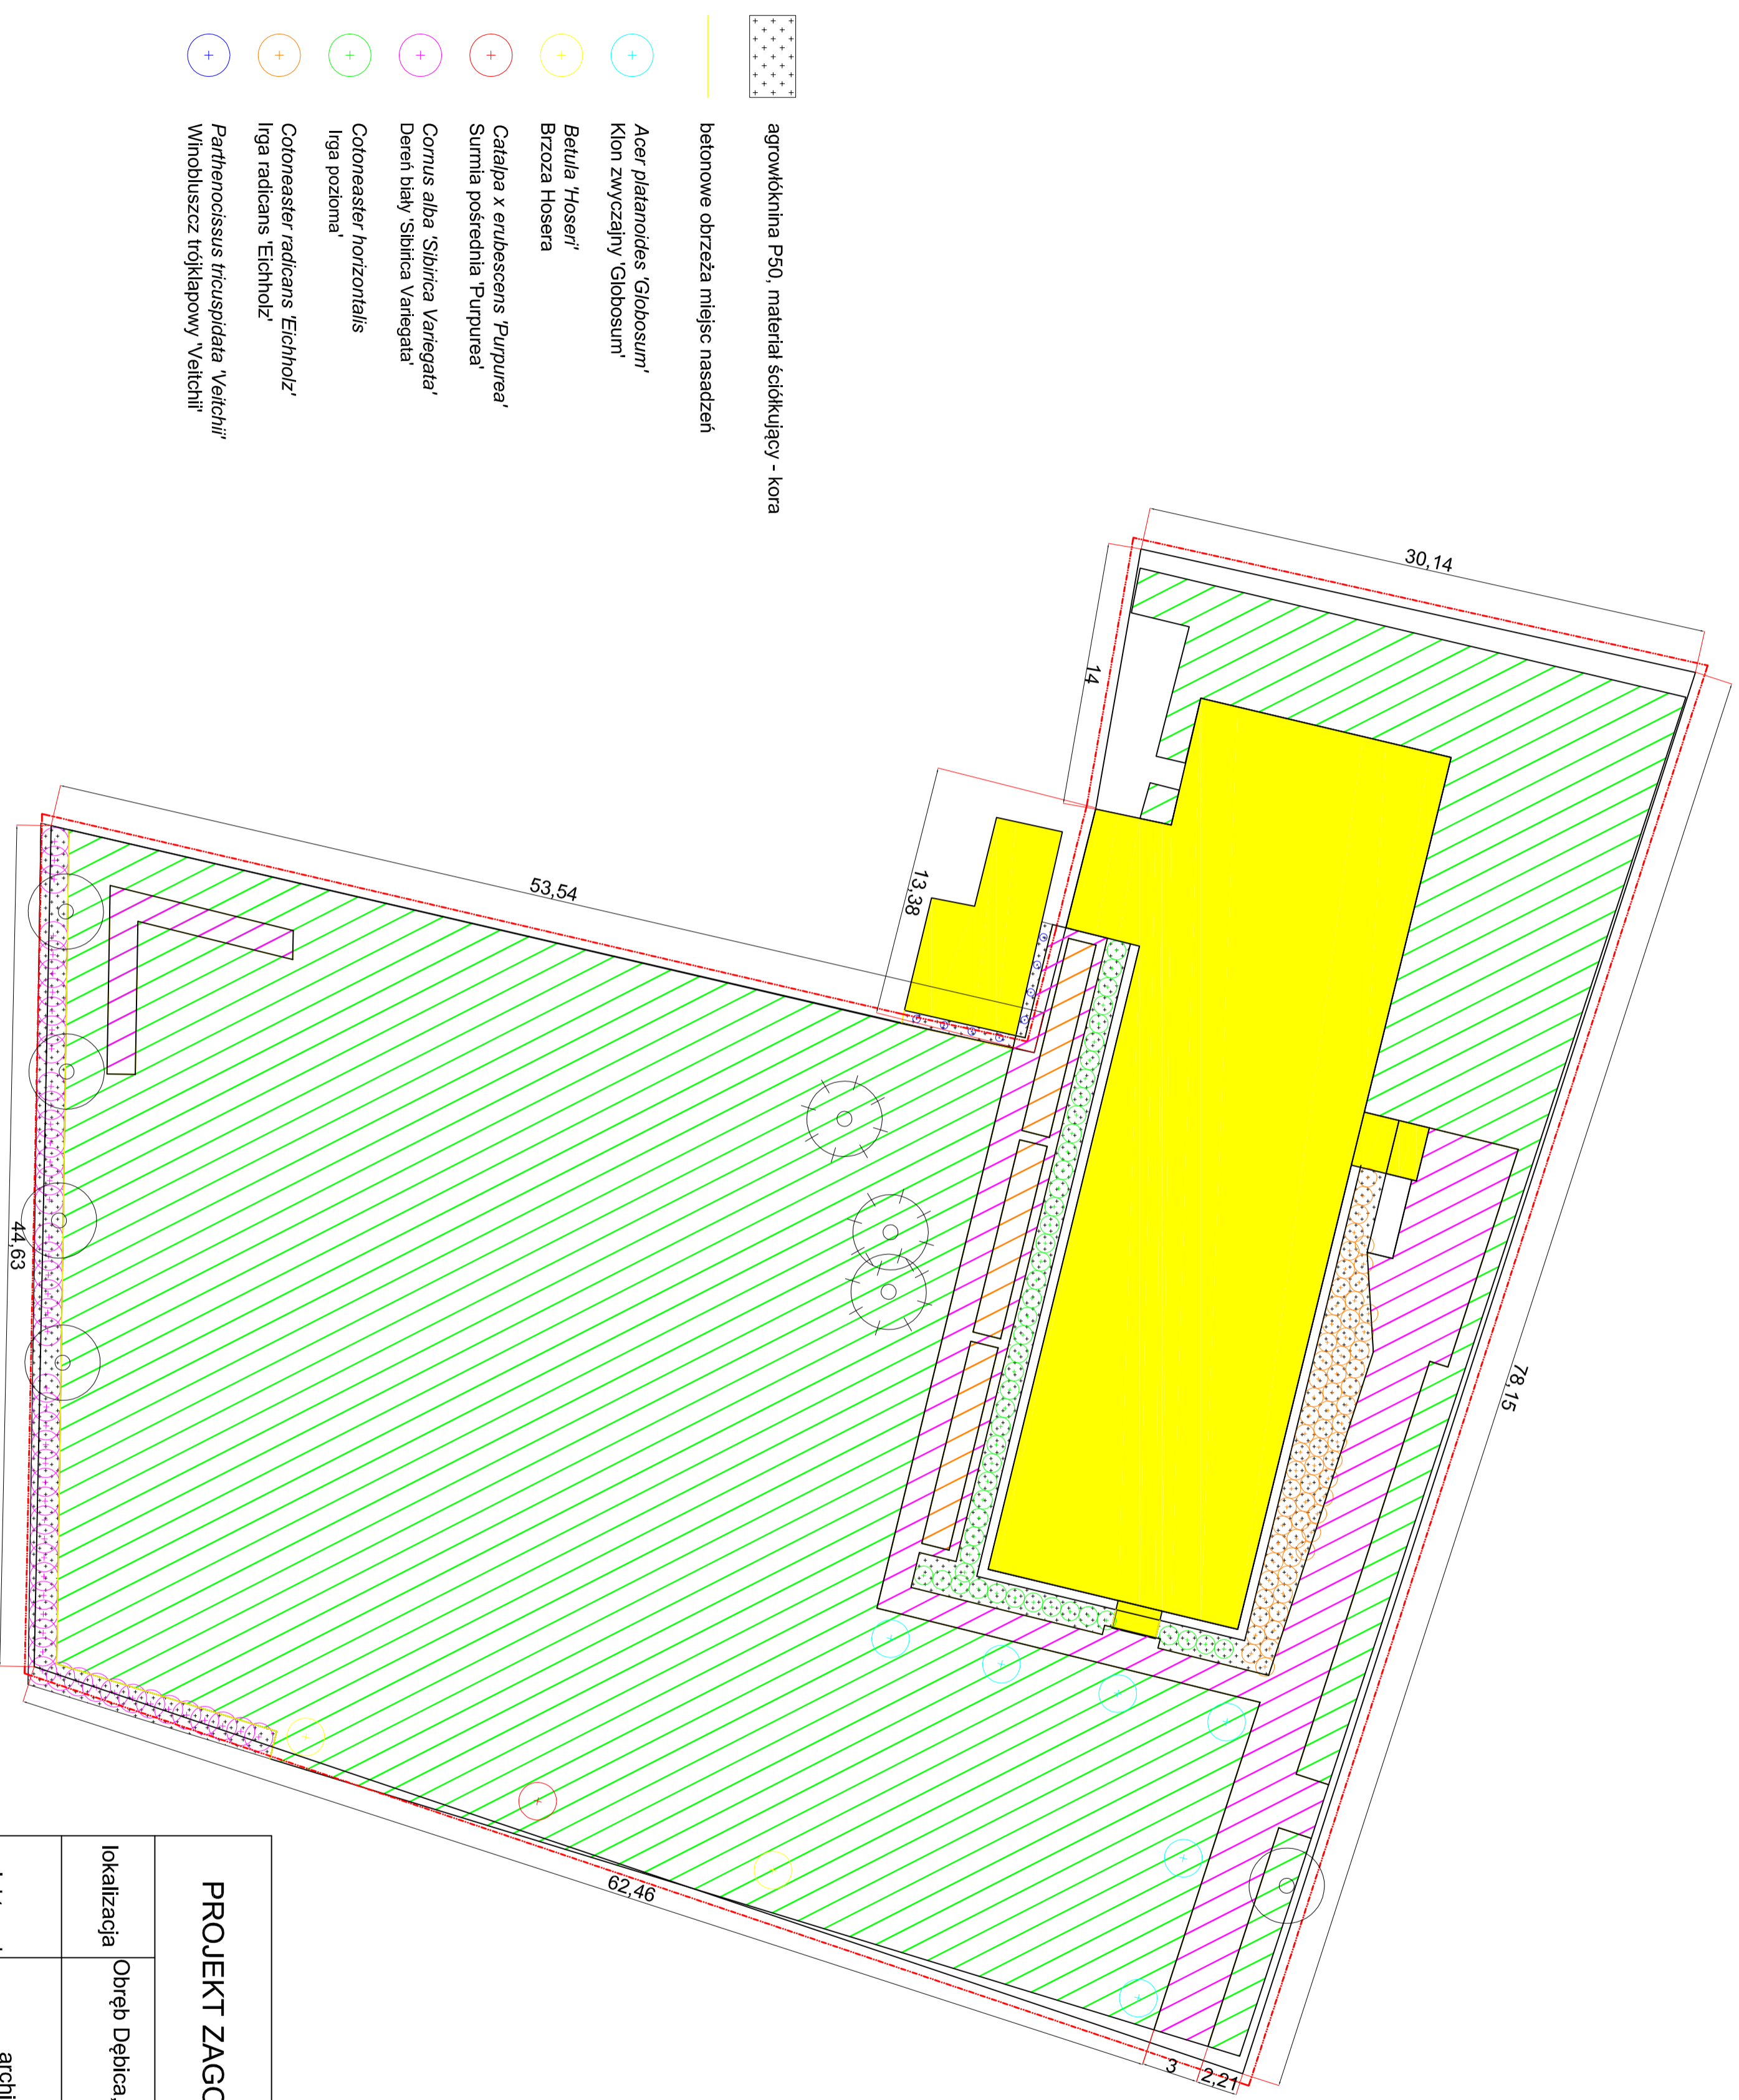 agrowłóknina P50, materiał ściółkujący - kora
betonowe obrzeża miejsc nasadzeń
Acer platanoides 'Globosum'
Klon zwyczajny 'Globosum'
Betula 'Hoseri'
Brzoza Hosera
Catalpa x erubescens 'Purpurea'
Surmia pośrednia 'Purpurea'
Cornus alba 'Sibirica Variegata'
Dereń biały 'Sibirica Variegata'
Cotoneaster horizontalis
Irga pozioma'
Cotoneaster radicans 'Eichholz'
Irga radicans 'Eichholz'
Parthenocissus tricuspidata 'Veitchii'
Winobluszcz trójklapowy 'Veitchii'
30,14
14
13,38
53,54
44,63
78,15
62,46
3
2,21
PROJEKT ZAGO
lokalizacja
Obręb Dębica,
archi